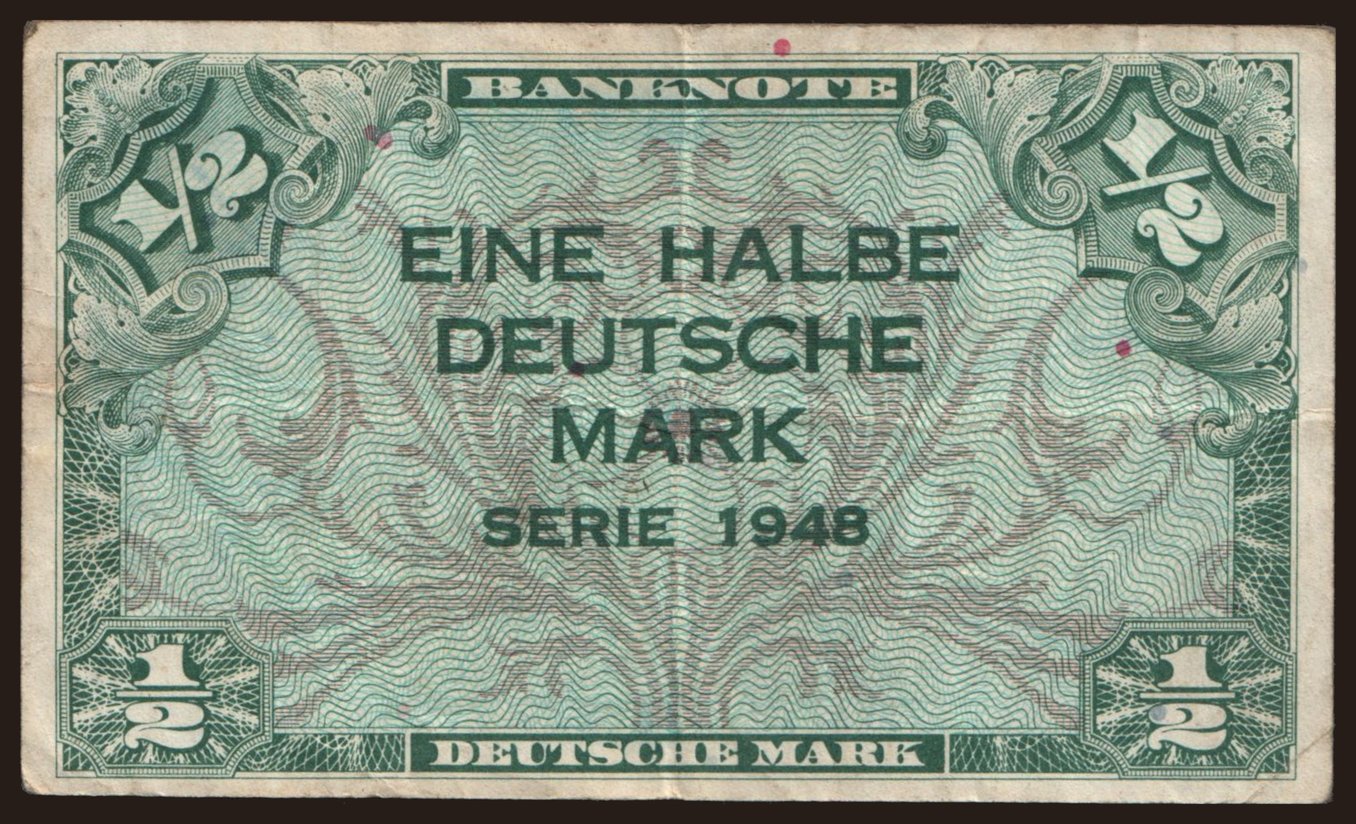 BANKNOTE
1/2
1/2
EINE HALBE
DEUTSCHE
MARK
SERIE 1948
1/2
1/2
DEUTSCHE MARK